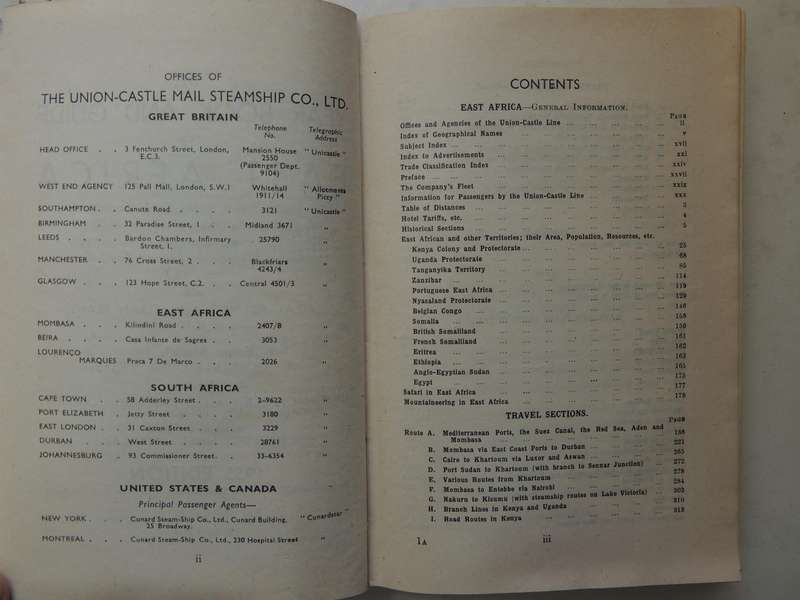 OFFICES OF
THE UNION-CASTLE MAIL STEAMSHIP CO., LTD.
GREAT BRITAIN
Telephone No. Telegraphic Address
HEAD OFFICE . . 3 Fenchurch Street, London, E.C.3. Mansion House 2550 (Passenger Dept. 9104) "Unicastle"
WEST END AGENCY 125 Pall Mall, London, S.W.1 Whitehall 1911/14
SOUTHAMPTON . . Canute Road . . . . 3121 "Unicastle"
BIRMINGHAM . . 32 Paradise Street, 1 . . Midland 3671 "
LEEDS . . . . Bardon Chambers, Infirmary Street, 1. 25790 "
MANCHESTER . . 76 Cross Street, 2 . . . Blackfriars 4243/4 "
GLASGOW . . . 123 Hope Street, C.2. . . Central 4501/3 "
EAST AFRICA
MOMBASA . . . Kilindini Road . . . . 2407/8 "
BEIRA . . . . Casa Infante de Sagres . . 3053 "
LOURENÇO MARQUES Praca 7 De Marco . . . 2026 "
SOUTH AFRICA
CAPE TOWN . . 58 Adderley Street . . . 2-9622 "
PORT ELIZABETH . Jetty Street . . . . 3180 "
EAST LONDON . . 31 Caxton Street . . . 3229 "
DURBAN . . . West Street . . . . 28761 "
JOHANNESBURG . 93 Commissioner Street . . 33-6354 "
UNITED STATES & CANADA
Principal Passenger Agents—
NEW YORK . . . Cunard Steam-Ship Co., Ltd., Cunard Building, 25 Broadway. "Cunardstar"
MONTREAL . . . Cunard Steam-Ship Co., Ltd., 230 Hospital Street "
ii
CONTENTS
EAST AFRICA—GENERAL INFORMATION.
PAGE
Offices and Agencies of the Union-Castle Line ... ii
Index of Geographical Names ... v
Subject Index ... xvii
Index to Advertisements ... xxi
Trade Classification Index ... xxiv
Preface ... xxvii
The Company's Fleet ... xxix
Information for Passengers by the Union-Castle Line ... xxx
Table of Distances ... 3
Hotel Tariffs, etc. ... 4
Historical Sections ... 5
East African and other Territories; their Area, Population, Resources, etc.
Kenya Colony and Protectorate ... 25
Uganda Protectorate ... 68
Tanganyika Territory ... 85
Zanzibar ... 114
Portuguese East Africa ... 119
Nyasaland Protectorate ... 129
Belgian Congo ... 146
Somalia ... 158
British Somaliland ... 159
French Somaliland ... 161
Eritrea ... 162
Ethiopia ... 163
Anglo-Egyptian Sudan ... 165
Egypt ... 175
Safari in East Africa ... 177
Mountaineering in East Africa ... 178
TRAVEL SECTIONS.
PAGE
Route A. Mediterranean Ports, the Suez Canal, the Red Sea, Aden and
Mombasa ... 188
B. Mombasa via East Coast Ports to Durban ... 221
C. Cairo to Khartoum via Luxor and Aswan ... 265
D. Port Sudan to Khartoum (with branch to Sennar Junction) ... 272
E. Various Routes from Khartoum ... 278
F. Mombasa to Entebbe via Nairobi ... 284
G. Nakuru to Kisumu (with steamship routes on Lake Victoria) ... 303
H. Branch Lines in Kenya and Uganda ... 310
I. Road Routes in Kenya ... 313
1A
iii